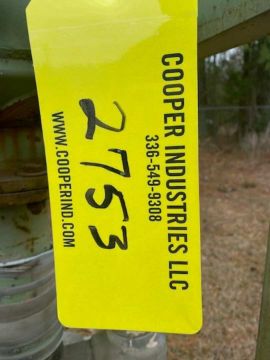 COOPER INDUSTRIES LLC
336-549-9308
2753
WWW.COOPERIND.COM